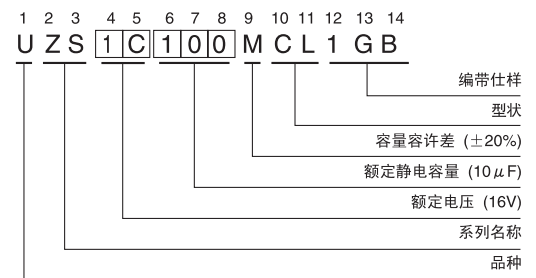 1 2 3 4 5 6 7 8 9 10 11 12 13 14
U Z S 1 C 1 0 0 M C L 1 G B
编带仕样
型状
容量容许差 (±20%)
额定静电容量 (10μF)
额定电压 (16V)
系列名称
品种